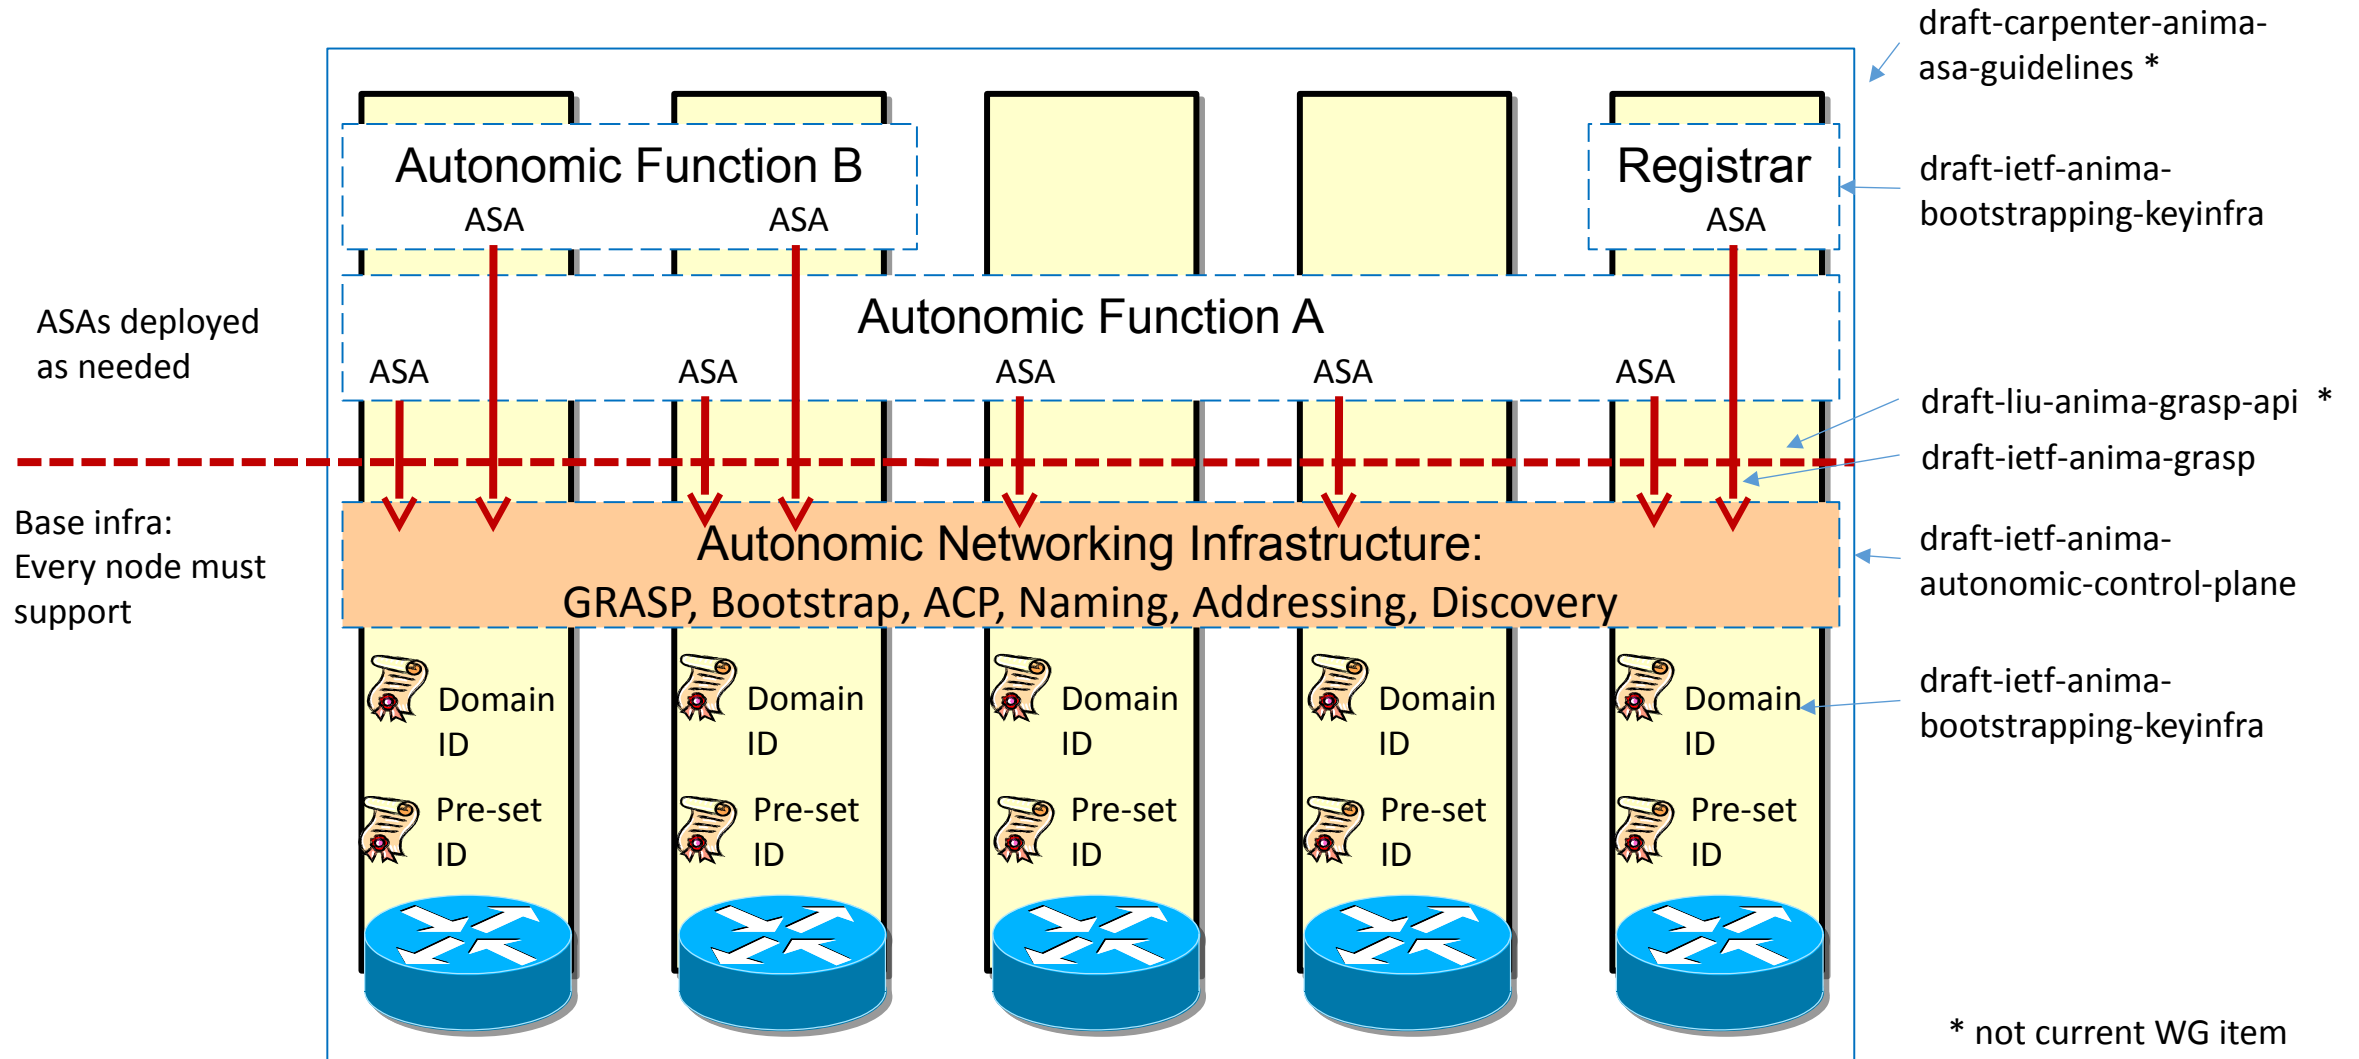 draft-carpenter-anima-
asa-guidelines *
Autonomic Function B
ASA
ASA
Registrar
ASA
draft-ietf-anima-
bootstrapping-keyinfra
ASAs deployed
as needed
Autonomic Function A
ASA
ASA
ASA
ASA
ASA
draft-liu-anima-grasp-api *
draft-ietf-anima-grasp
Base infra:
Every node must
support
Autonomic Networking Infrastructure:
GRASP, Bootstrap, ACP, Naming, Addressing, Discovery
draft-ietf-anima-
autonomic-control-plane
Domain
ID
Domain
ID
Domain
ID
Domain
ID
Domain
ID
draft-ietf-anima-
bootstrapping-keyinfra
Pre-set
ID
Pre-set
ID
Pre-set
ID
Pre-set
ID
Pre-set
ID
* not current WG item